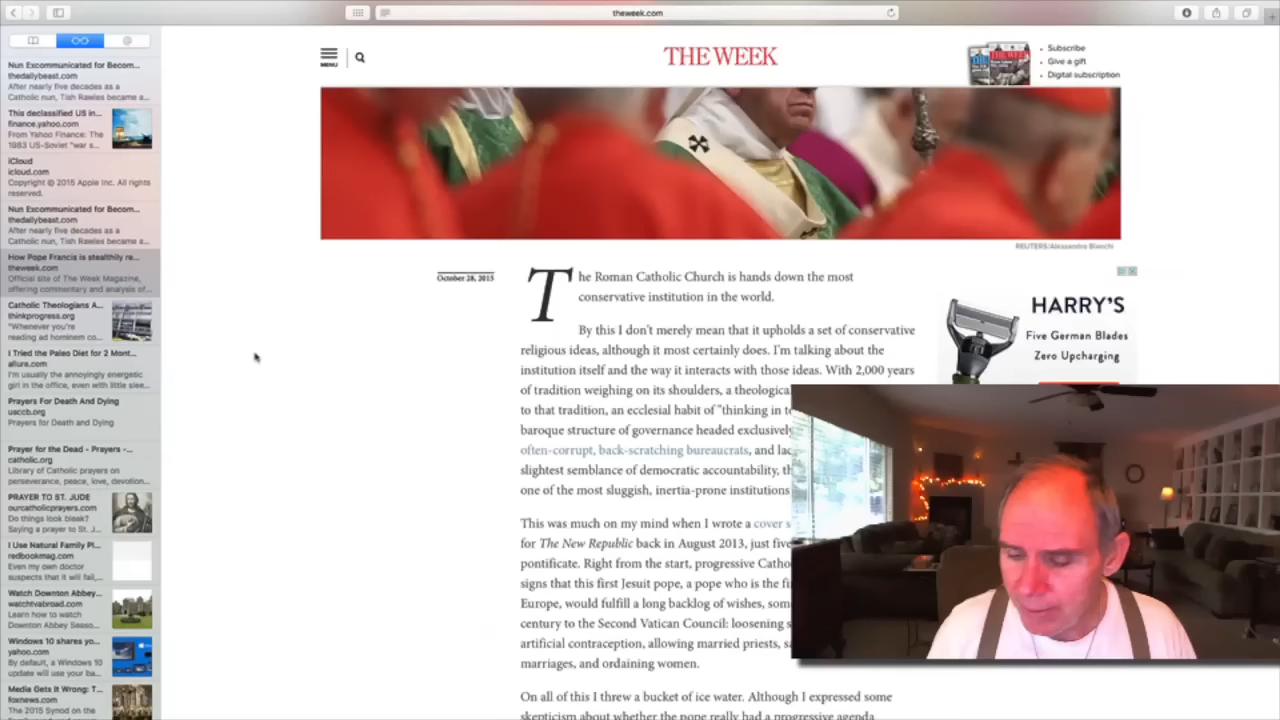 theweek.com
Nun Excommunicated for Becom...
thedailybeast.com
After nearly five decades as a
Catholic nun, Tish Rawles became a...
This declassified US in...
finance.yahoo.com
From Yahoo Finance: The
1983 US-Soviet "war s...
iCloud
icloud.com
Copyright © 2015 Apple Inc. All rights
reserved.
Nun Excommunicated for Becom...
thedailybeast.com
After nearly five decades as a
Catholic nun, Tish Rawles became a...
How Pope Francis is stealthily re...
theweek.com
Official site of The Week Magazine,
offering commentary and analysis of...
Catholic Theologians A...
thinkprogress.org
"Whenever you're
reading ad hominem co...
I Tried the Paleo Diet for 2 Mont...
allure.com
I'm usually the annoyingly energetic
girl in the office, even with little slee...
Prayers For Death And Dying
usccb.org
Prayers for Death and Dying
Prayer for the Dead - Prayers -...
catholic.org
Library of Catholic prayers on
perseverance, peace, love, devotion...
PRAYER TO ST. JUDE
ourcatholicprayers.com
Do things look bleak?
Saying a prayer to St. J...
I Use Natural Family Pl...
redbookmag.com
Even my own doctor
suspects that it will fail,...
Watch Downton Abbey...
watchtvabroad.com
Learn how to watch
Downton Abbey Seaso...
Windows 10 shares yo...
yahoo.com
By default, a Windows 10
update will use your ba...
Media Gets It Wrong: T...
foxnews.com
The 2015 Synod on the
MENU
THE WEEK
Subscribe
Give a gift
Digital subscription
REUTERS/Alessandro Bianchi
October 28, 2015
The Roman Catholic Church is hands down the most
conservative institution in the world.
By this I don't merely mean that it upholds a set of conservative
religious ideas, although it most certainly does. I'm talking about the
institution itself and the way it interacts with those ideas. With 2,000 years
of tradition weighing on its shoulders, a theological
to that tradition, an ecclesial habit of "thinking in
baroque structure of governance headed exclusively
often-corrupt, back-scratching bureaucrats, and
slightest semblance of democratic accountability,
one of the most sluggish, inertia-prone institutions
This was much on my mind when I wrote a cover
for The New Republic back in August 2013, just
pontificate. Right from the start, progressive
signs that this first Jesuit pope, a pope who is the
Europe, would fulfill a long backlog of wishes,
century to the Second Vatican Council: loosening
artificial contraception, allowing married priests,
marriages, and ordaining women.
On all of this I threw a bucket of ice water. Although I expressed some
skepticism about whether the pope really had a progressive agenda,
HARRY'S
Five German Blades
Zero Upcharging